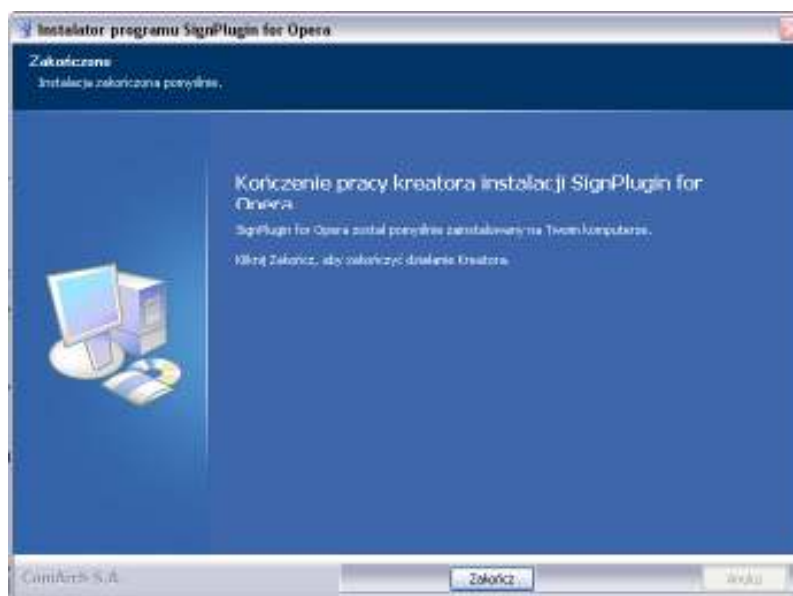 Instalator programu SignPlugin for Opera
Zakończono
Instalacja zakończona pomyślnie.
Kończenie pracy kreatora instalacji SignPlugin for
Opera
SignPlugin for Opera został pomyślnie zainstalowany na Twoim komputerze.
Kliknij Zakończ, aby zakończyć działanie Kreatora.
ComArch S.A.
Zakończ
Anuluj